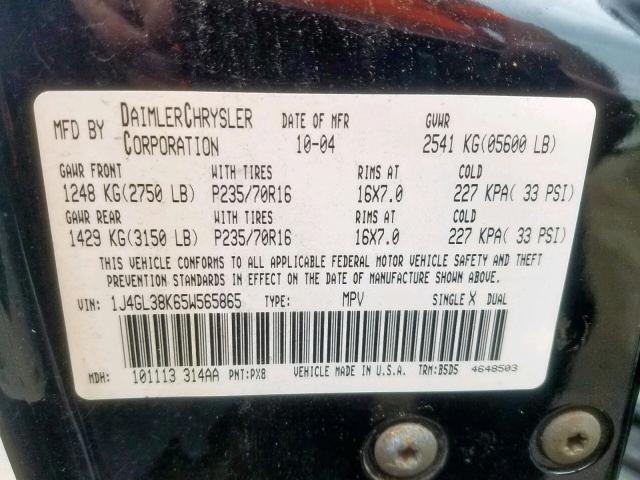 MFD BY DAIMLERCHRYSLER CORPORATION DATE OF MFR 10-04 GVWR 2541 KG(05600 LB)
GAWR FRONT WITH TIRES RIMS AT COLD
1248 KG(2750 LB) P235/70R16 16X7.0 227 KPA( 33 PSI)
GAWR REAR WITH TIRES RIMS AT COLD
1429 KG(3150 LB) P235/70R16 16X7.0 227 KPA( 33 PSI)
THIS VEHICLE CONFORMS TO ALL APPLICABLE FEDERAL MOTOR VEHICLE SAFETY AND THEFT
PREVENTION STANDARDS IN EFFECT ON THE DATE OF MANUFACTURE SHOWN ABOVE.
VIN: 1J4GL38K65W565865 TYPE: MPV SINGLE X DUAL
MDH: 101113 314AA PNT:PX8 VEHICLE MADE IN U.S.A. TRM:B5D5 4648503